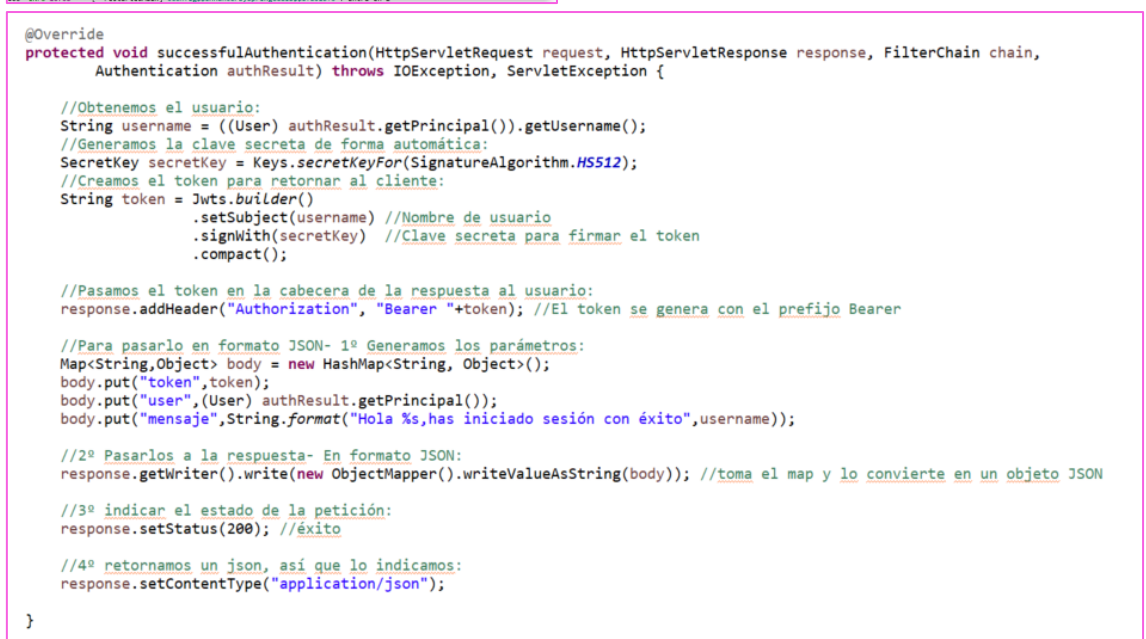 @Override
protected void successfulAuthentication(HttpServletRequest request, HttpServletResponse response, FilterChain chain,
Authentication authResult) throws IOException, ServletException {
//Obtenemos el usuario:
String username = ((User) authResult.getPrincipal()).getUsername();
//Generamos la clave secreta de forma automática:
SecretKey secretKey = Keys.secretKeyFor(SignatureAlgorithm.HS512);
//Creamos el token para retornar al cliente:
String token = Jwts.builder()
.setSubject(username) //Nombre de usuario
.signWith(secretKey) //Clave secreta para firmar el token
.compact();
//Pasamos el token en la cabecera de la respuesta al usuario:
response.addHeader("Authorization", "Bearer "+token); //El token se genera con el prefijo Bearer
//Para pasarlo en formato JSON- 1º Generamos los parámetros:
Map<String,Object> body = new HashMap<String, Object>();
body.put("token",token);
body.put("user",(User) authResult.getPrincipal());
body.put("mensaje",String.format("Hola %s,has iniciado sesión con éxito",username));
//2º Pasarlos a la respuesta- En formato JSON:
response.getWriter().write(new ObjectMapper().writeValueAsString(body)); //toma el map y lo convierte en un objeto JSON
//3º indicar el estado de la petición:
response.setStatus(200); //éxito
//4º retornamos un json, así que lo indicamos:
response.setContentType("application/json");
}